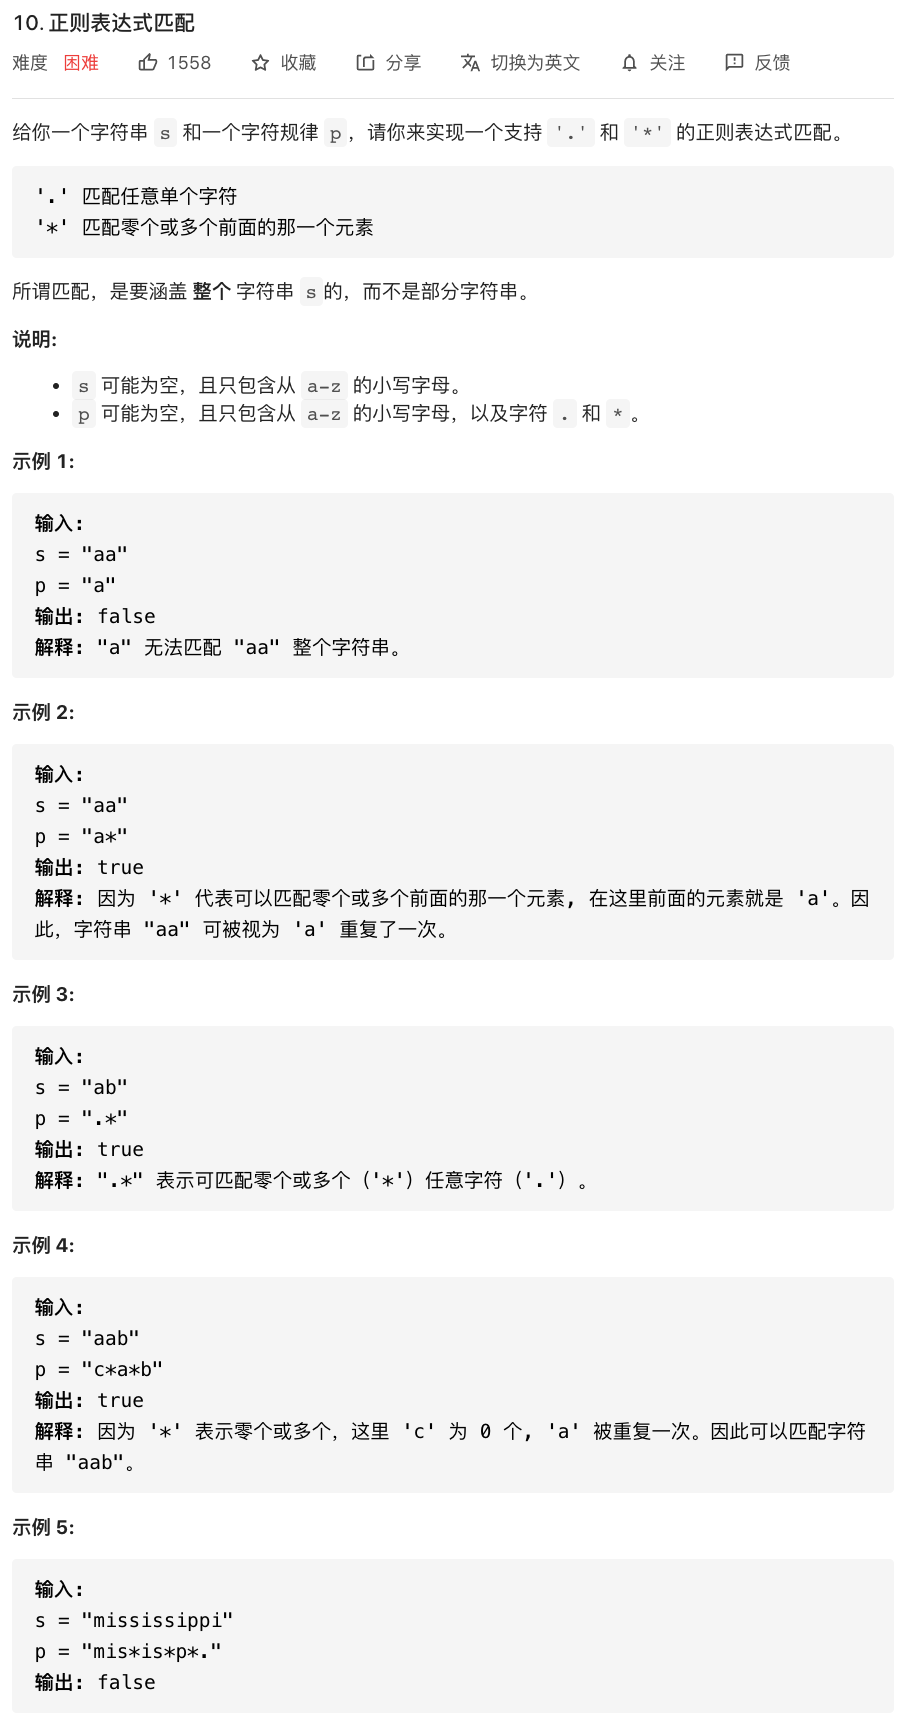 10. 正则表达式匹配
难度 困难 1558 收藏 分享 切换为英文 关注 反馈
给你一个字符串 s 和一个字符规律 p，请你来实现一个支持 '.' 和 '*' 的正则表达式匹配。
'.' 匹配任意单个字符
'*' 匹配零个或多个前面的那一个元素
所谓匹配，是要涵盖 整个 字符串 s的，而不是部分字符串。
说明:
• s 可能为空，且只包含从 a-z 的小写字母。
• p 可能为空，且只包含从 a-z 的小写字母，以及字符 . 和 *。
示例 1:
输入:
s = "aa"
p = "a"
输出: false
解释: "a" 无法匹配 "aa" 整个字符串。
示例 2:
输入:
s = "aa"
p = "a*"
输出: true
解释: 因为 '*' 代表可以匹配零个或多个前面的那一个元素, 在这里前面的元素就是 'a'。因
此，字符串 "aa" 可被视为 'a' 重复了一次。
示例 3:
输入:
s = "ab"
p = ".*"
输出: true
解释: ".*" 表示可匹配零个或多个（'*'）任意字符（'.'）。
示例 4:
输入:
s = "aab"
p = "c*a*b"
输出: true
解释: 因为 '*' 表示零个或多个，这里 'c' 为 0 个, 'a' 被重复一次。因此可以匹配字符
串 "aab"。
示例 5:
输入:
s = "mississippi"
p = "mis*is*p*."
输出: false